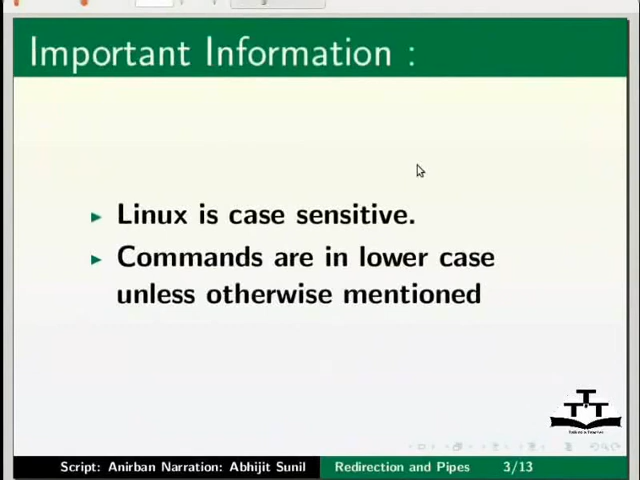 Important Information :
Linux is case sensitive.
Commands are in lower case
unless otherwise mentioned
TTT
Script: Anirban Narration: Abhijit Sunil Redirection and Pipes 3/13